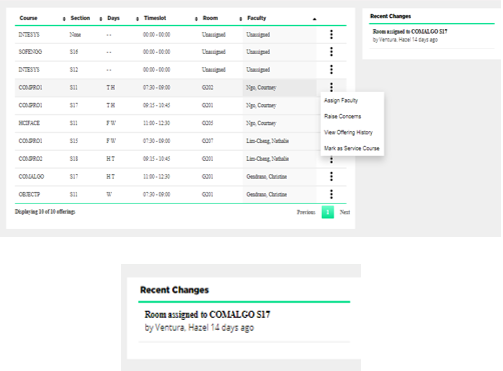 Course Section Days Timeslot Room Faculty
INTESYS None - - 00:00 - 00:00 Unassigned Unassigned
SOFENGG S16 - - 00:00 - 00:00 Unassigned Unassigned
INTESYS S12 - - 00:00 - 00:00 Unassigned Unassigned
COMPRO1 S11 T H 07:30 - 09:00 G202 Ngo, Courtney
COMPRO1 S17 T H 09:15 - 10:45 G201 Ngo, Courtney
HCIFACE S11 F W 11:00 - 12:30 G205 Ngo, Courtney
COMPRO1 S15 F W 07:30 - 09:00 G207 Lim-Cheng, Nathalie
COMPRO2 S18 H T 09:15 - 10:45 G201 Lim-Cheng, Nathalie
COMALGO S17 H T 11:00 - 12:30 G201 Gendrano, Christine
OBJECTP S11 W 07:30 - 09:00 G201 Gendrano, Christine
Displaying 10 of 10 offerings Previous 1 Next
Assign Faculty
Raise Concerns
View Offering History
Mark as Service Course
Recent Changes
Room assigned to COMALGO S17
by Ventura, Hazel 14 days ago
Recent Changes
Room assigned to COMALGO S17
by Ventura, Hazel 14 days ago